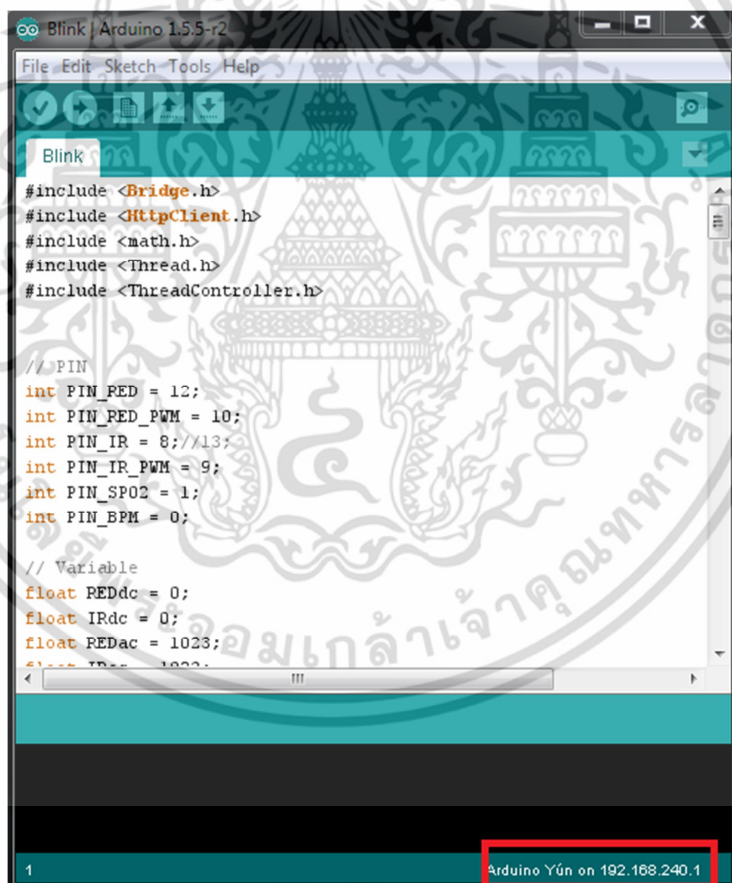 Blink | Arduino 1.5.5-r2
File Edit Sketch Tools Help
Blink
#include <Bridge.h>
#include <HttpClient.h>
#include <math.h>
#include <Thread.h>
#include <ThreadController.h>
// PIN
int PIN_RED = 12;
int PIN_RED_PWM = 10;
int PIN_IR = 8;//13;
int PIN_IR_PWM = 9;
int PIN_SPO2 = 1;
int PIN_BPM = 0;
// Variable
float REDdc = 0;
float IRdc = 0;
float REDac = 1023;
1
Arduino Yún on 192.168.240.1